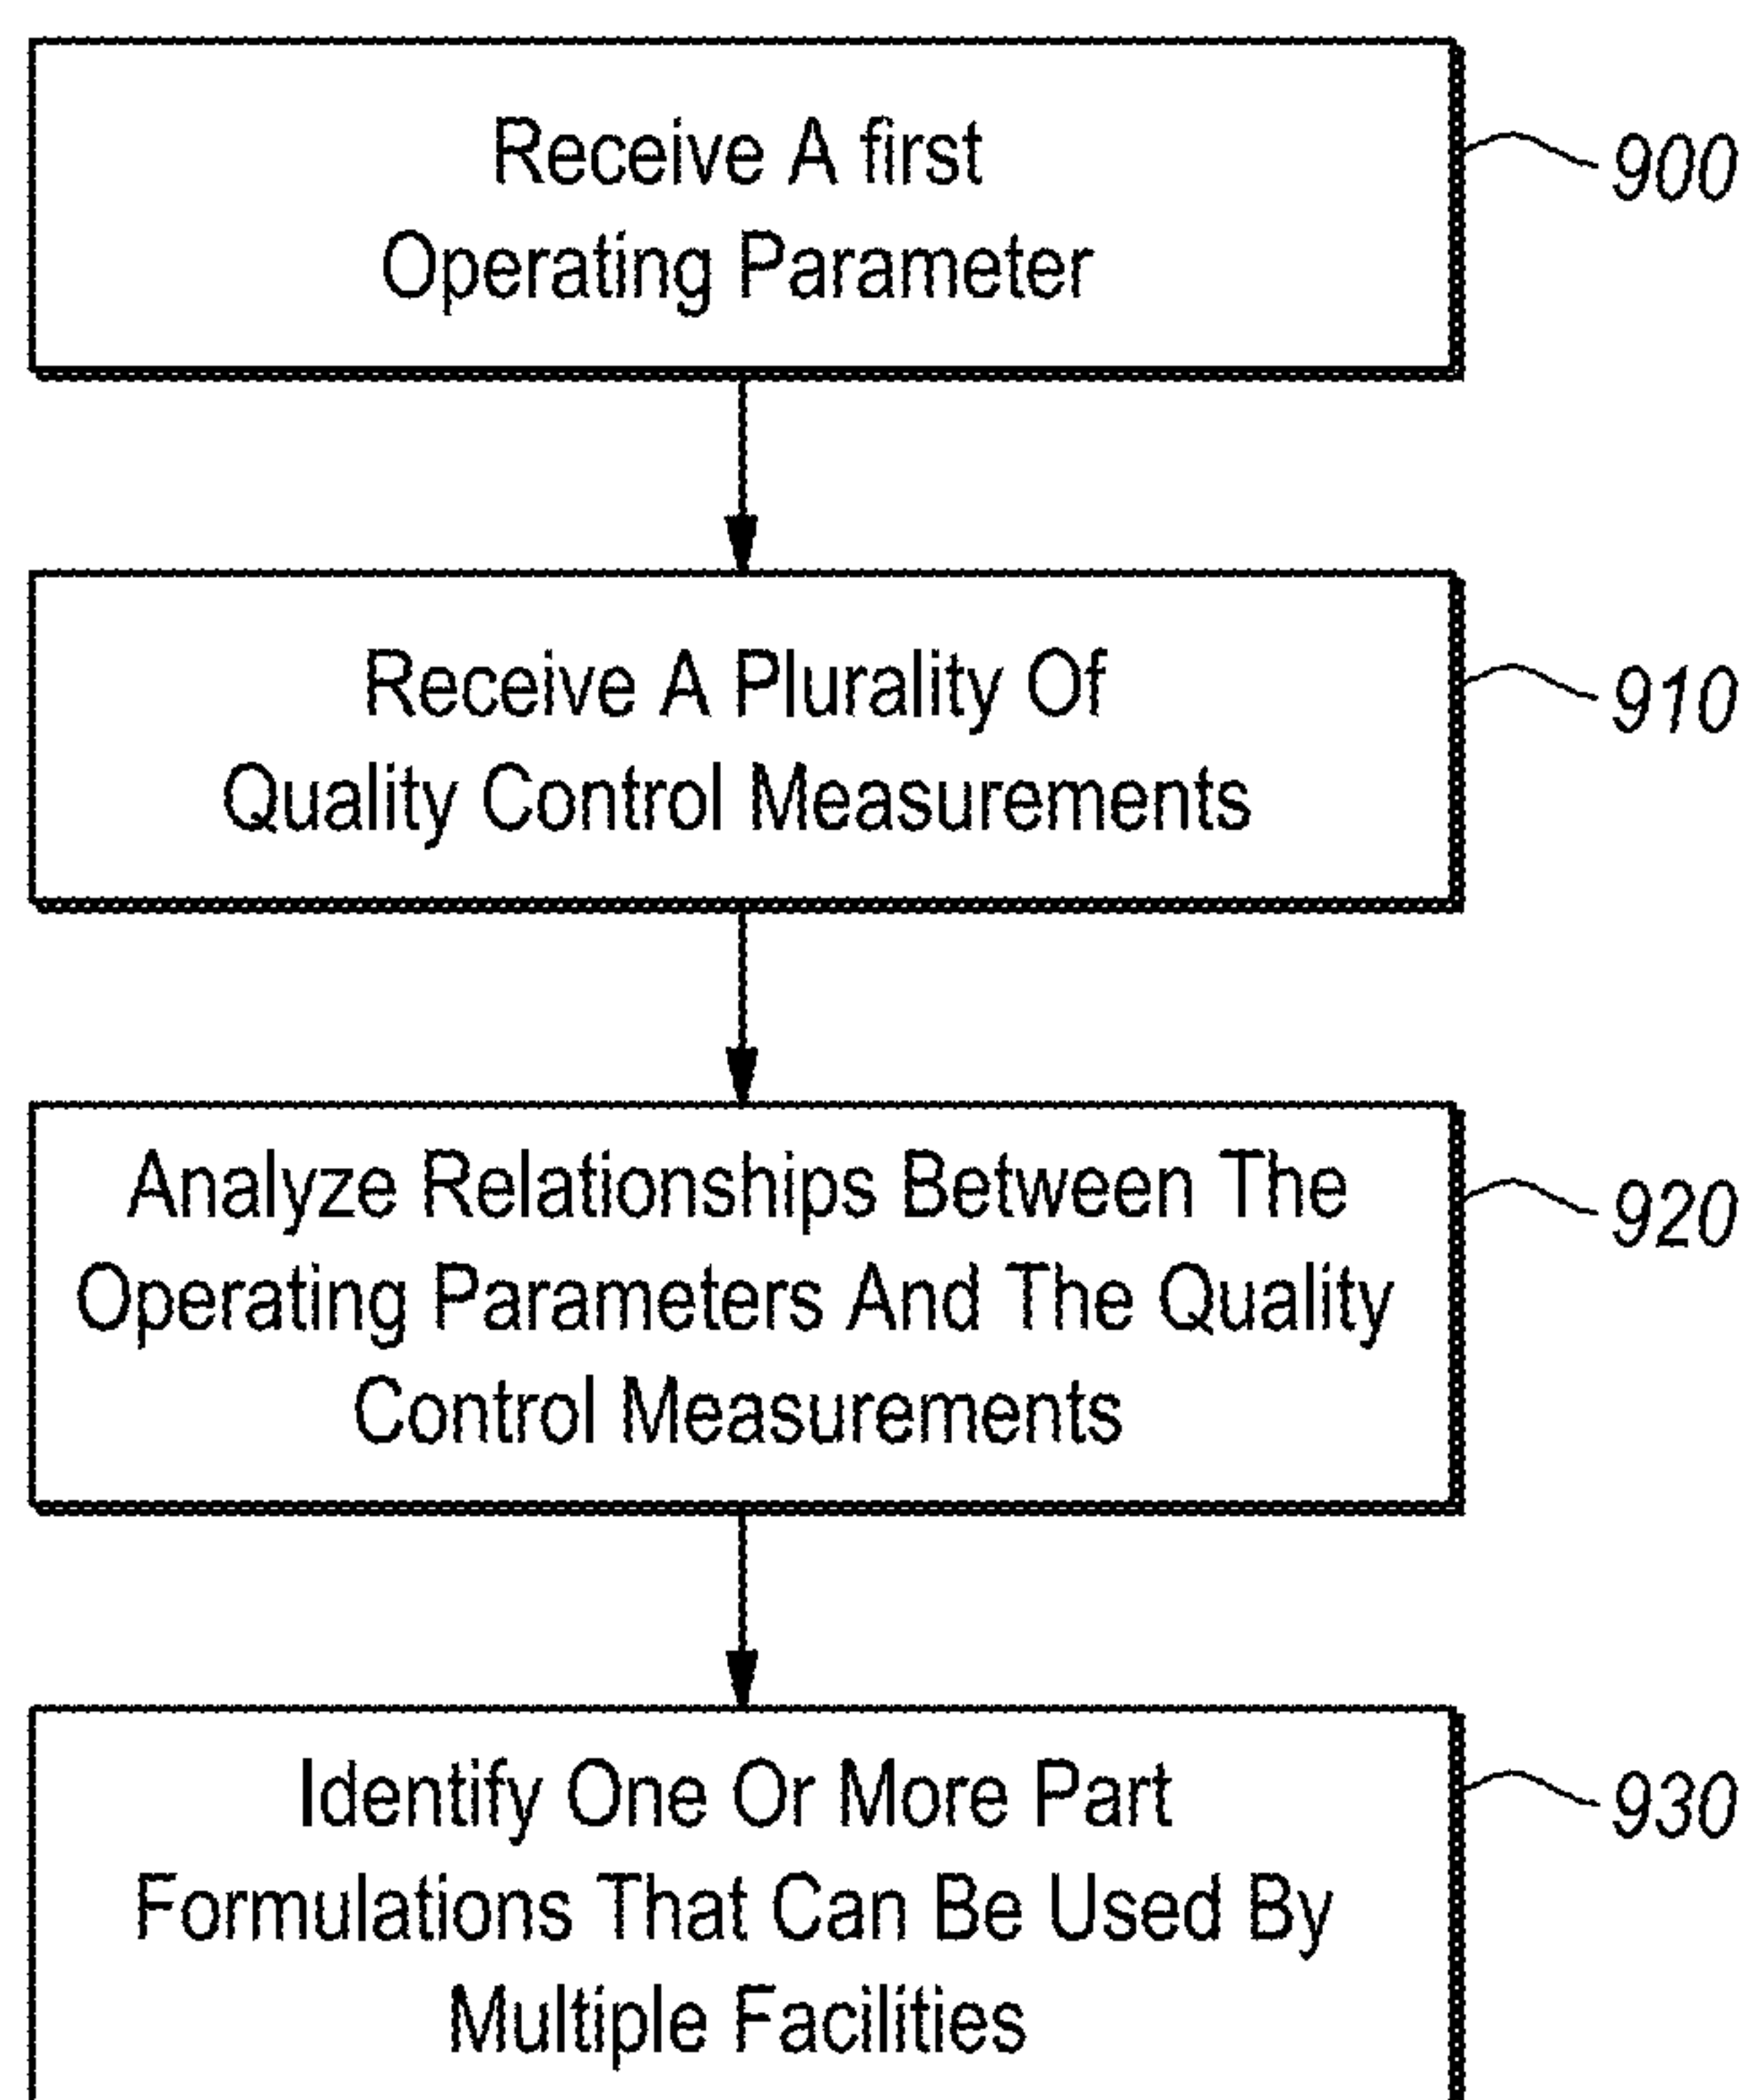 Receive A first
Operating Parameter
900
Receive A Plurality Of
Quality Control Measurements
910
Analyze Relationships Between The
Operating Parameters And The Quality
Control Measurements
920
Identify One Or More Part
Formulations That Can Be Used By
Multiple Facilities
930